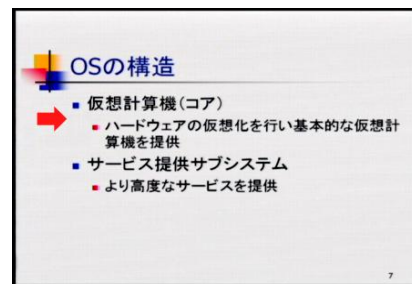 OSの構造
仮想計算機(コア)
ハードウェアの仮想化を行い基本的な仮想計
算機を提供
サービス提供サブシステム
より高度なサービスを提供
7